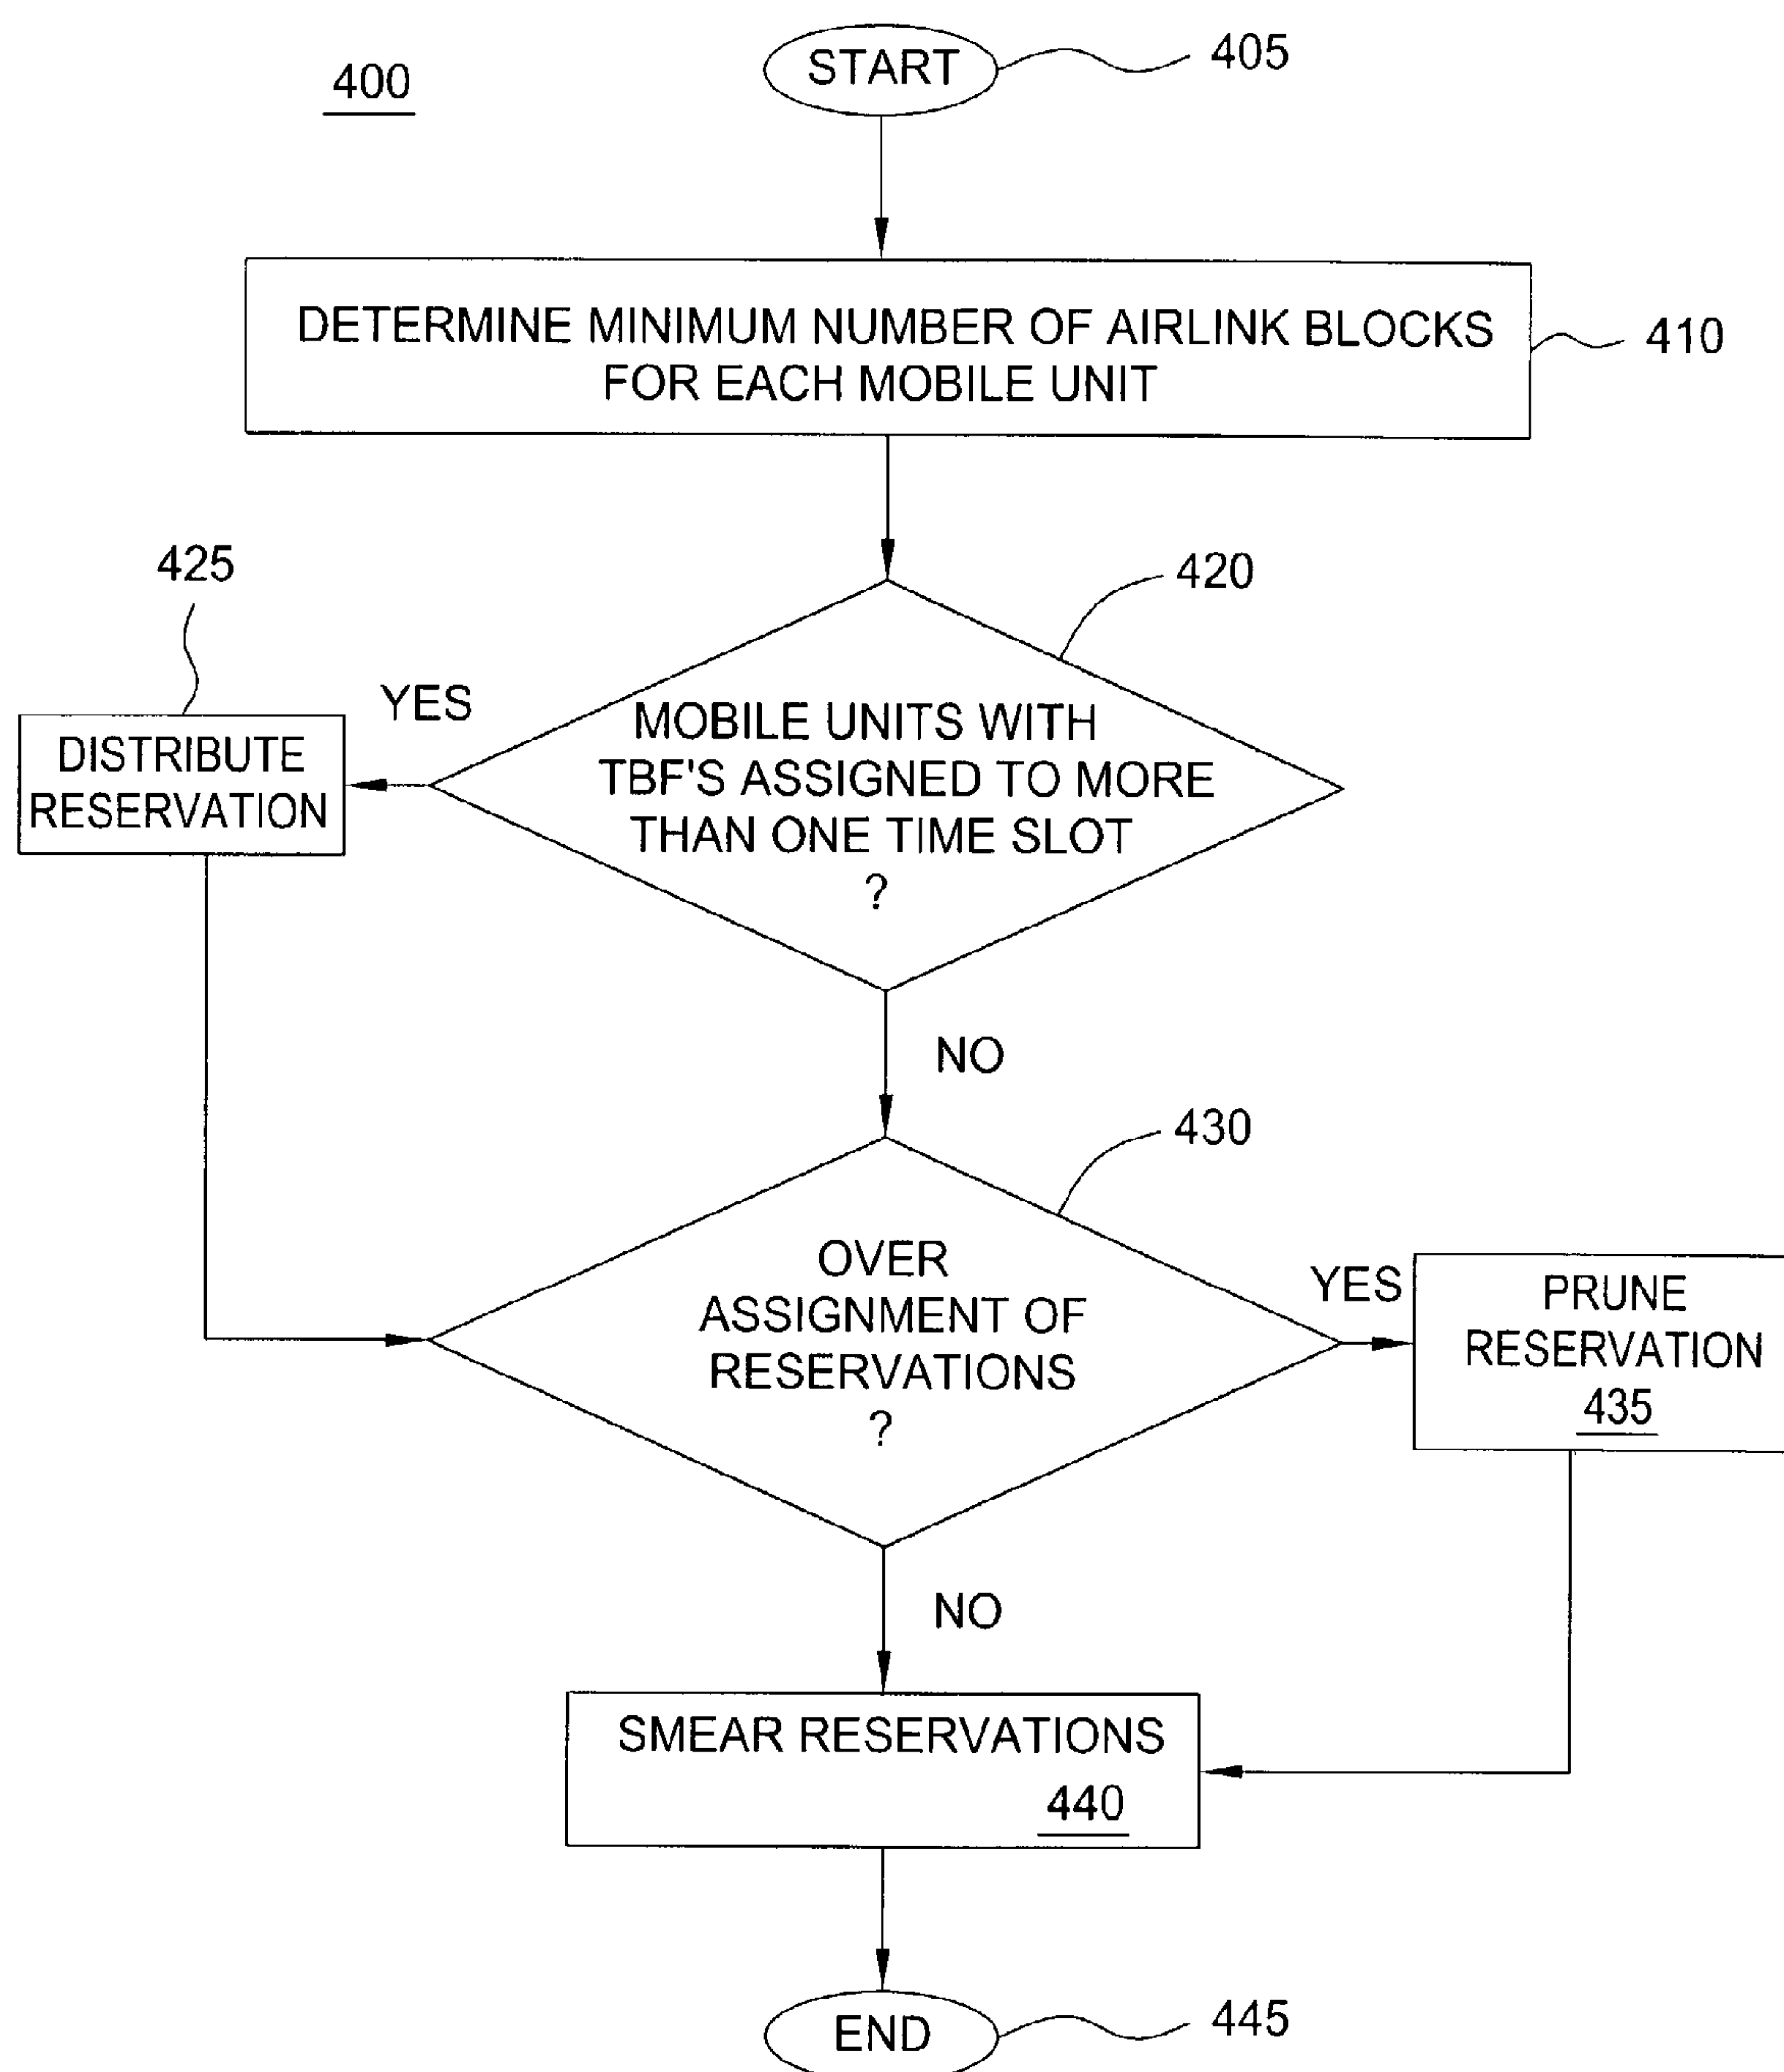 400
START
405
DETERMINE MINIMUM NUMBER OF AIRLINK BLOCKS
FOR EACH MOBILE UNIT
410
425
420
YES
DISTRIBUTE
RESERVATION
MOBILE UNITS WITH
TBF'S ASSIGNED TO MORE
THAN ONE TIME SLOT
?
NO
430
OVER
ASSIGNMENT OF
RESERVATIONS
?
YES
PRUNE
RESERVATION
435
NO
SMEAR RESERVATIONS
440
END
445